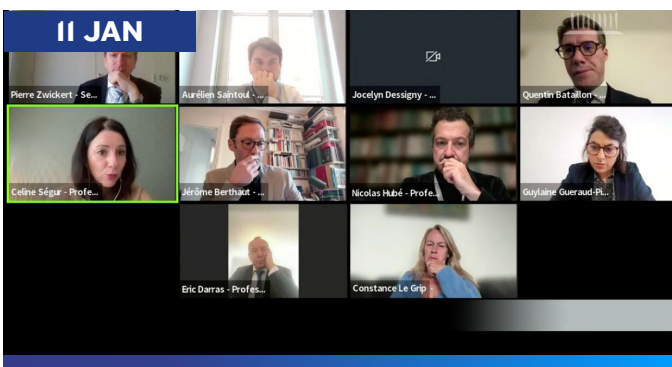 11 JAN
Pierre Zwickert - Se...
Aurélien Saintoul - ...
Jocelyn Dessigny - ...
Quentin Bataillon - ...
Celine Ségur - Profe...
Jérôme Berthaut - ...
Nicolas Hubé - Profe...
Guylaine Gueraud-Pi...
Eric Darras - Profes...
Constance Le Grip -